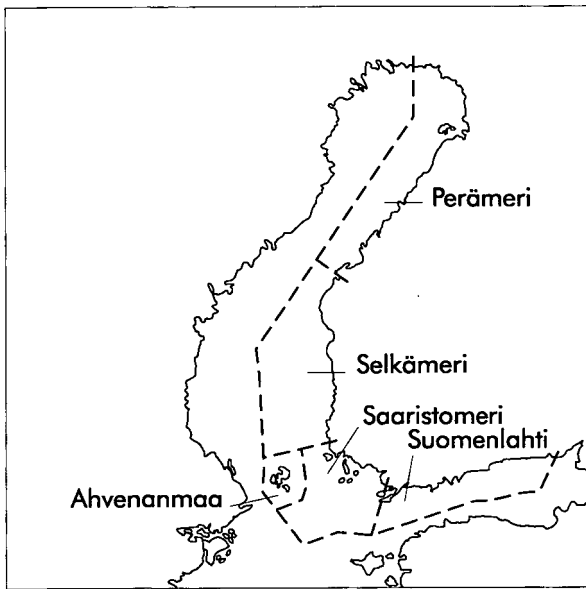 Perämeri
Selkämeri
Saaristomeri
Suomenlahti
Ahvenanmaa